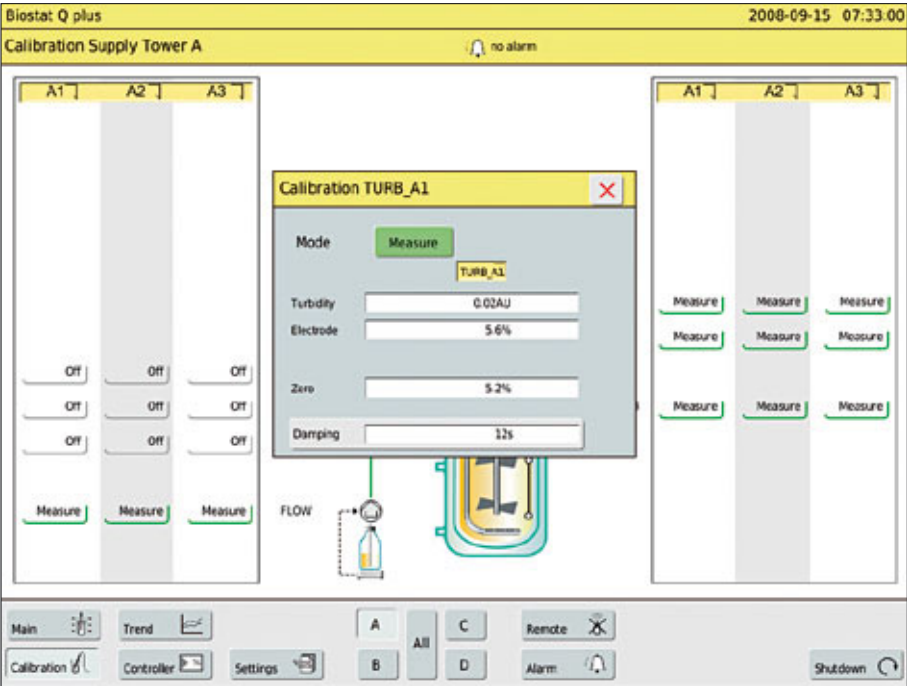 Biostat Q plus 2008-09-15 07:33:00
Calibration Supply Tower A no alarm
A1 A2 A3 A1 A2 A3
Calibration TURB_A1
Mode Measure
TURB_A1
Turbidity 0.02AU
Measure Measure Measure
Electrode 5.6%
Measure Measure Measure
Off Off Off
Zero 5.2%
Off Off Off Measure Measure Measure
Damping 12s
Off Off Off
Measure Measure Measure FLOW
Main Trend A All C Remote
Calibration Controller Settings B D Alarm Shutdown